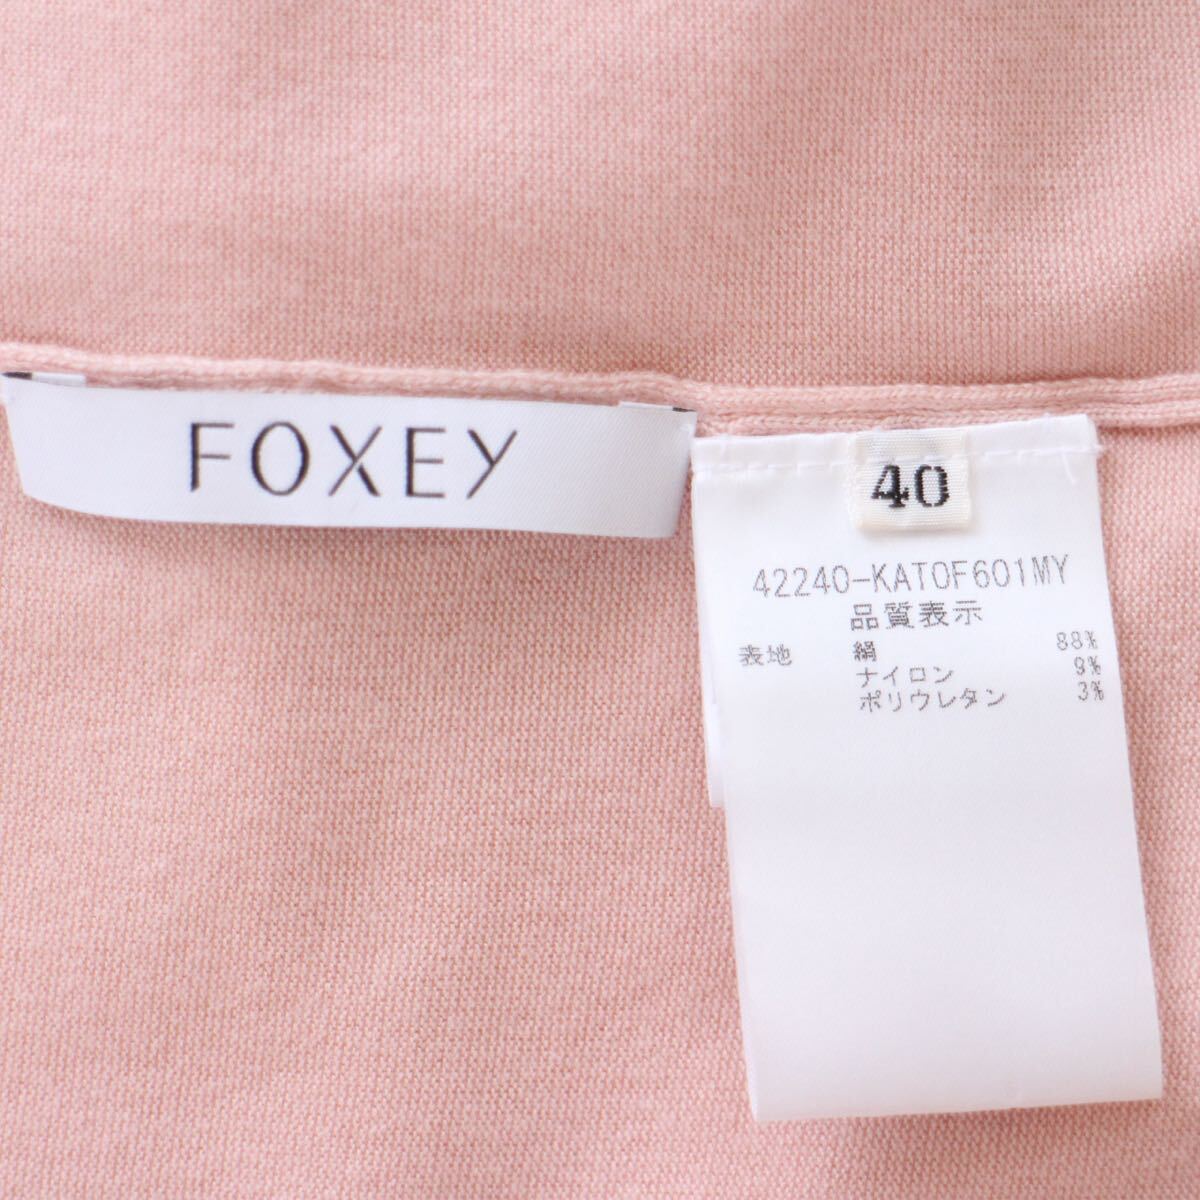 FOXEY
40
42240-KATOF601MY
品質表示
表地 絹 88%
ナイロン 9%
ポリウレタン 3%